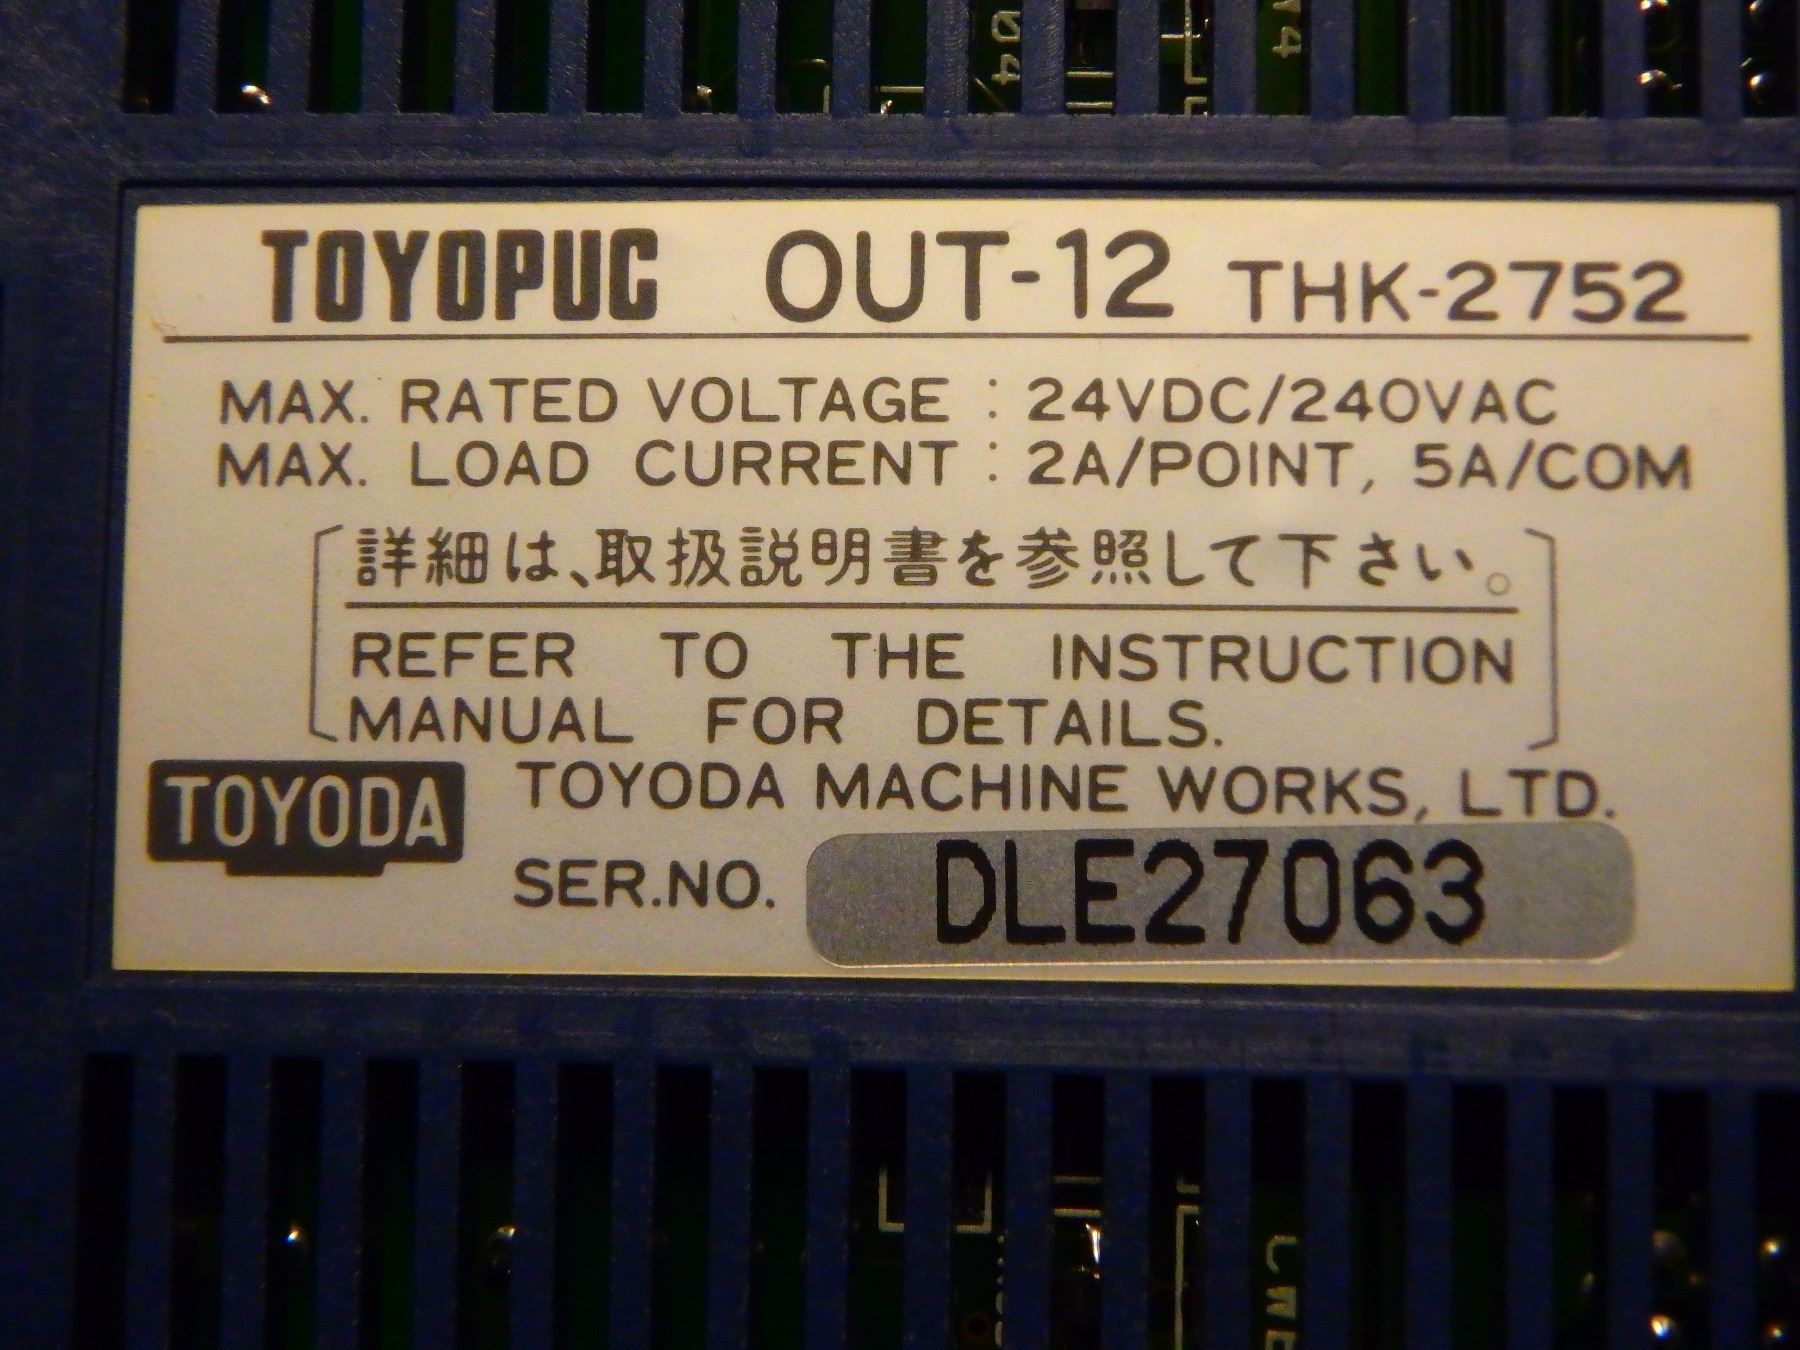 TOYOPUC OUT-12 THK-2752
MAX. RATED VOLTAGE : 24VDC/240VAC
MAX. LOAD CURRENT : 2A/POINT, 5A/COM
詳細は、取扱説明書を参照して下さい。
REFER TO THE INSTRUCTION
MANUAL FOR DETAILS.
TOYODA TOYODA MACHINE WORKS, LTD.
SER.NO. DLE27063